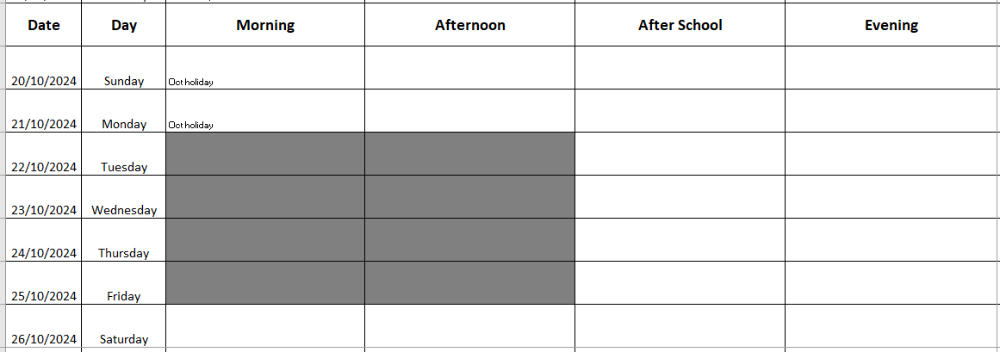 Date Day Morning Afternoon After School Evening
20/10/2024 Sunday Oct holiday
21/10/2024 Monday Oct holiday
22/10/2024 Tuesday
23/10/2024 Wednesday
24/10/2024 Thursday
25/10/2024 Friday
26/10/2024 Saturday